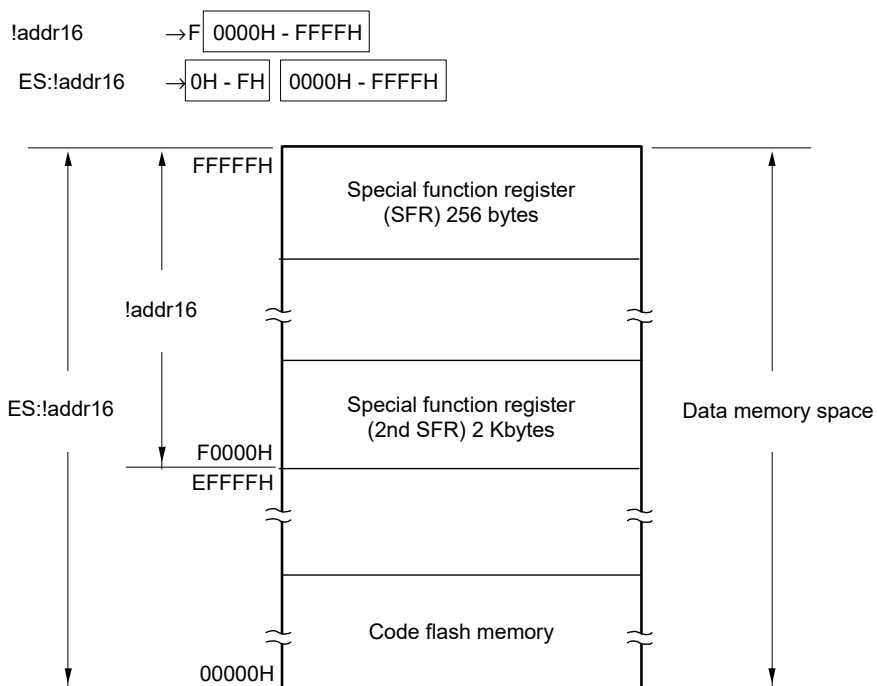 !addr16 →F 0000H - FFFFH
ES:!addr16 →0H - FH 0000H - FFFFH
FFFFFH
Special function register
(SFR) 256 bytes
!addr16
ES:!addr16
Special function register
(2nd SFR) 2 Kbytes
Data memory space
F0000H
EFFFFH
Code flash memory
00000H